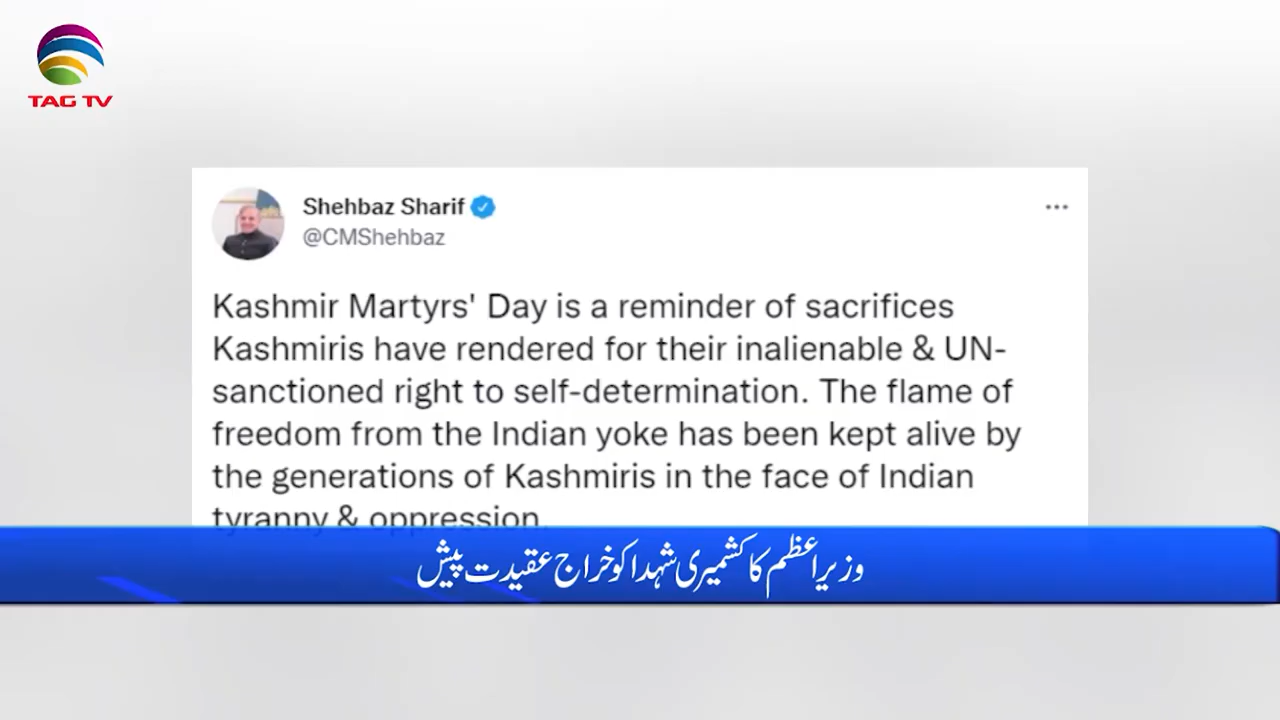 TAG TV
Shehbaz Sharif
@CMShehbaz
Kashmir Martyrs' Day is a reminder of sacrifices
Kashmiris have rendered for their inalienable & UN-
sanctioned right to self-determination. The flame of
freedom from the Indian yoke has been kept alive by
the generations of Kashmiris in the face of Indian
tyranny & oppression.
وزیراعظم کا کشمیری شہدا کو خراج عقیدت پیش